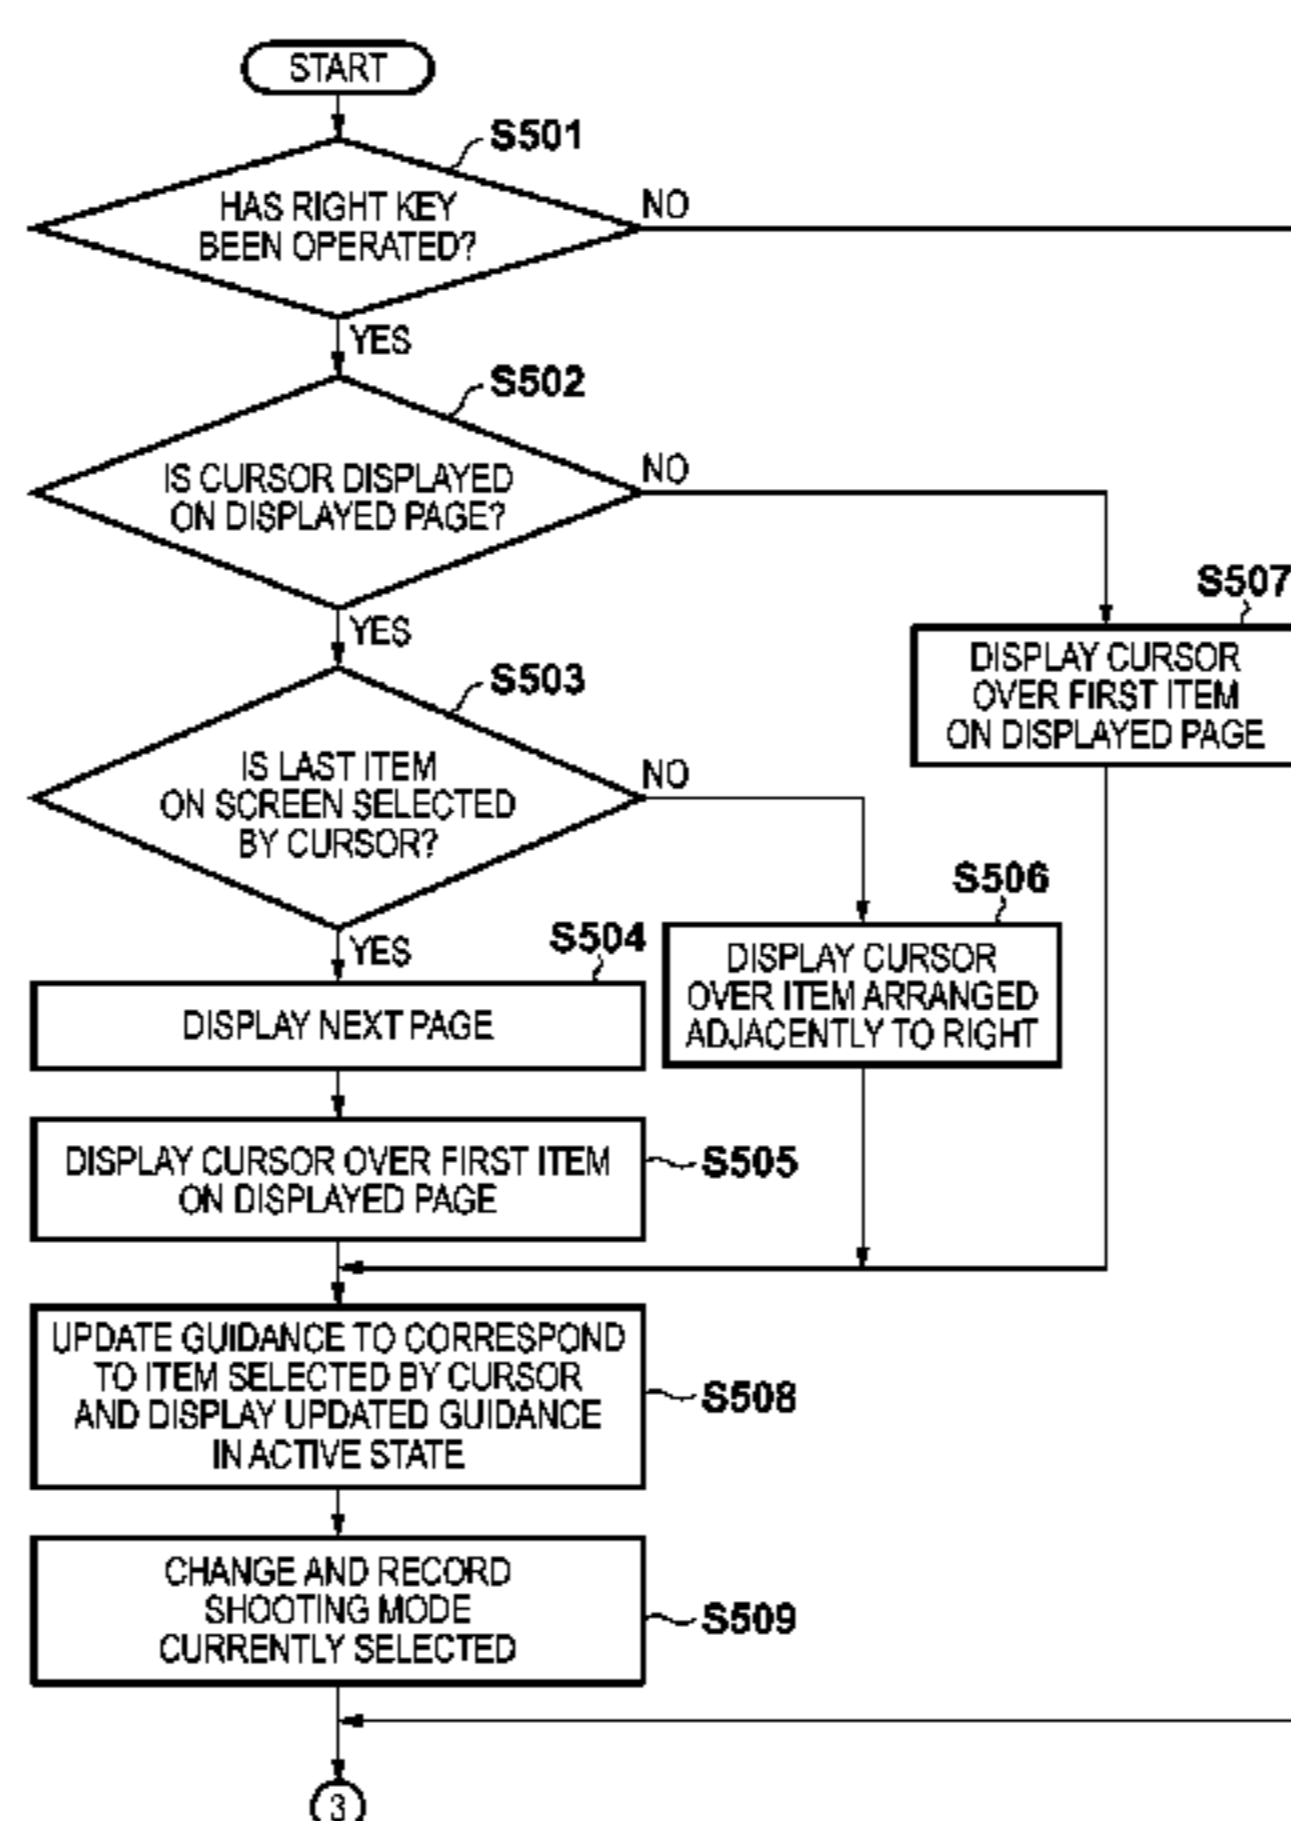 START
S501
HAS RIGHT KEY
BEEN OPERATED?
NO
YES
S502
IS CURSOR DISPLAYED
ON DISPLAYED PAGE?
NO
YES
S507
DISPLAY CURSOR
OVER FIRST ITEM
ON DISPLAYED PAGE
S503
IS LAST ITEM
ON SCREEN SELECTED
BY CURSOR?
NO
YES
S506
DISPLAY CURSOR
OVER ITEM ARRANGED
ADJACENTLY TO RIGHT
S504
DISPLAY NEXT PAGE
DISPLAY CURSOR OVER FIRST ITEM
ON DISPLAYED PAGE
S505
UPDATE GUIDANCE TO CORRESPOND
TO ITEM SELECTED BY CURSOR
AND DISPLAY UPDATED GUIDANCE
IN ACTIVE STATE
S508
CHANGE AND RECORD
SHOOTING MODE
CURRENTLY SELECTED
S509
3